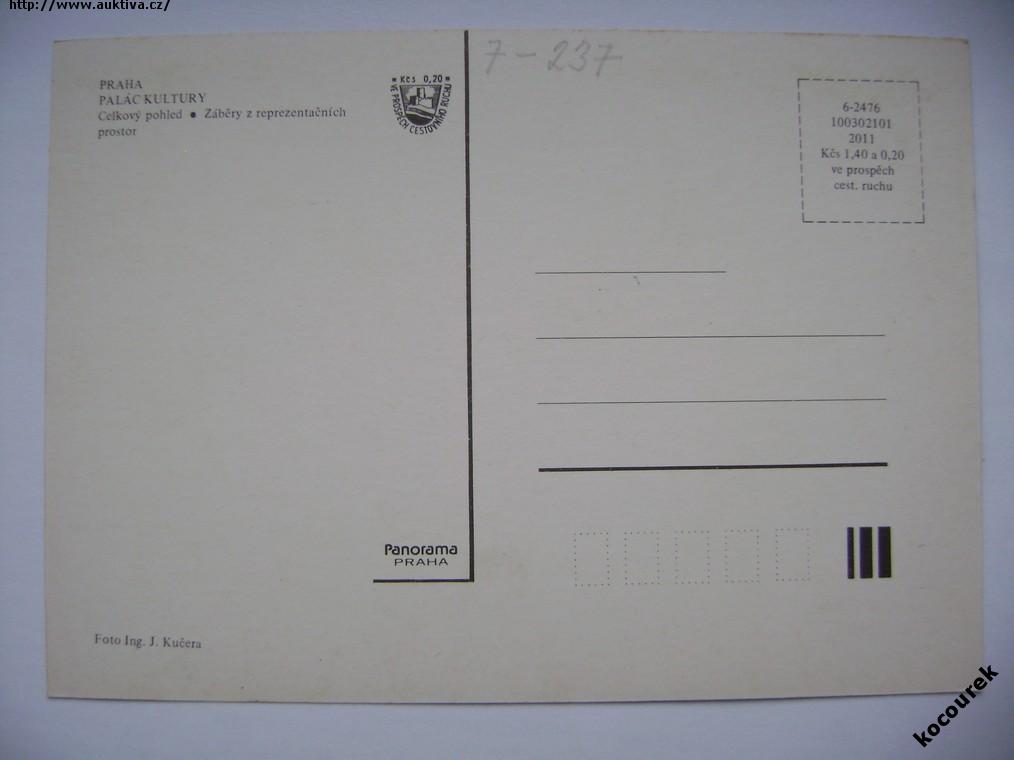 http://www.auktiva.cz/
7-237
PRAHA
PALÁC KULTURY
Celkový pohled ● Záběry z reprezentačních
prostor
* Kčs 0,20 *
VE PROSPĚCH CESTOVNÍHO RUCHU
6-2476
100302101
2011
Kčs 1,40 a 0,20
ve prospěch
cest. ruchu
Panorama
PRAHA
Foto Ing. J. Kučera
kocourek